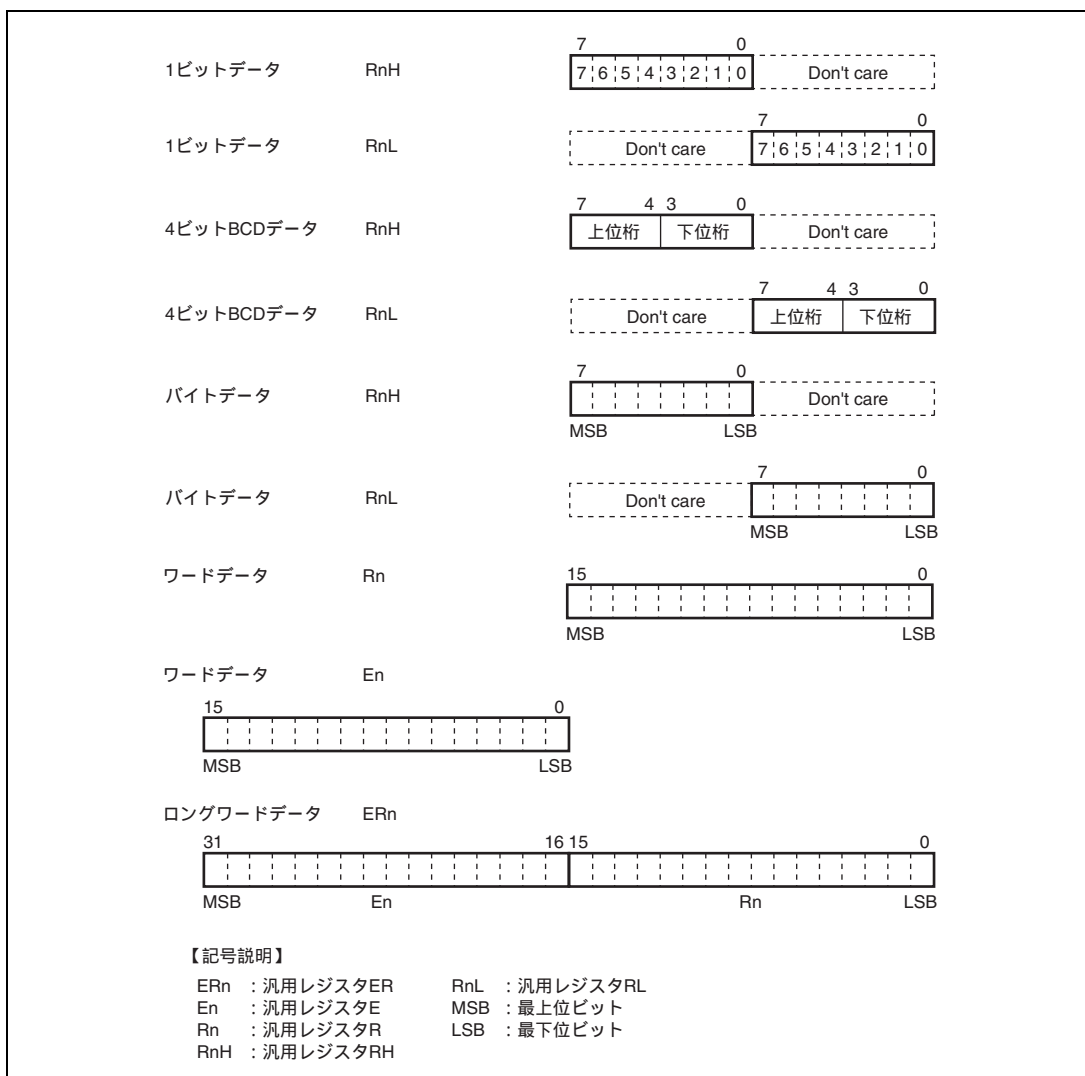 7 0
1ビットデータ RnH 7 6 5 4 3 2 1 0 Don't care
7 0
1ビットデータ RnL Don't care 7 6 5 4 3 2 1 0
7 4 3 0
4ビットBCDデータ RnH 上位桁 下位桁 Don't care
7 4 3 0
4ビットBCDデータ RnL Don't care 上位桁 下位桁
7 0
バイトデータ RnH Don't care
MSB LSB
7 0
バイトデータ RnL Don't care
MSB LSB
ワードデータ Rn 15 0
MSB LSB
ワードデータ En
15 0
MSB LSB
ロングワードデータ ERn
31 16 15 0
MSB En Rn LSB
【記号説明】
ERn :汎用レジスタER RnL :汎用レジスタRL
En :汎用レジスタE MSB :最上位ビット
Rn :汎用レジスタR LSB :最下位ビット
RnH :汎用レジスタRH